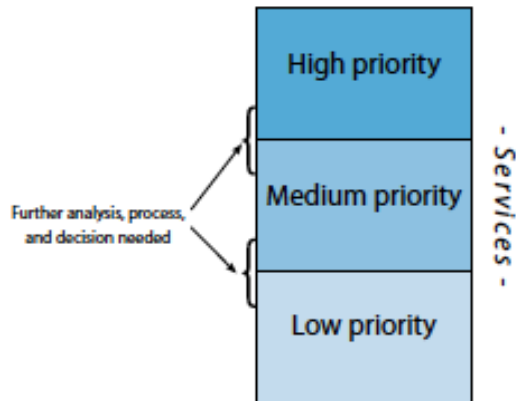 High priority
Medium priority
Low priority
Further analysis, process,
and decision needed
- Services -